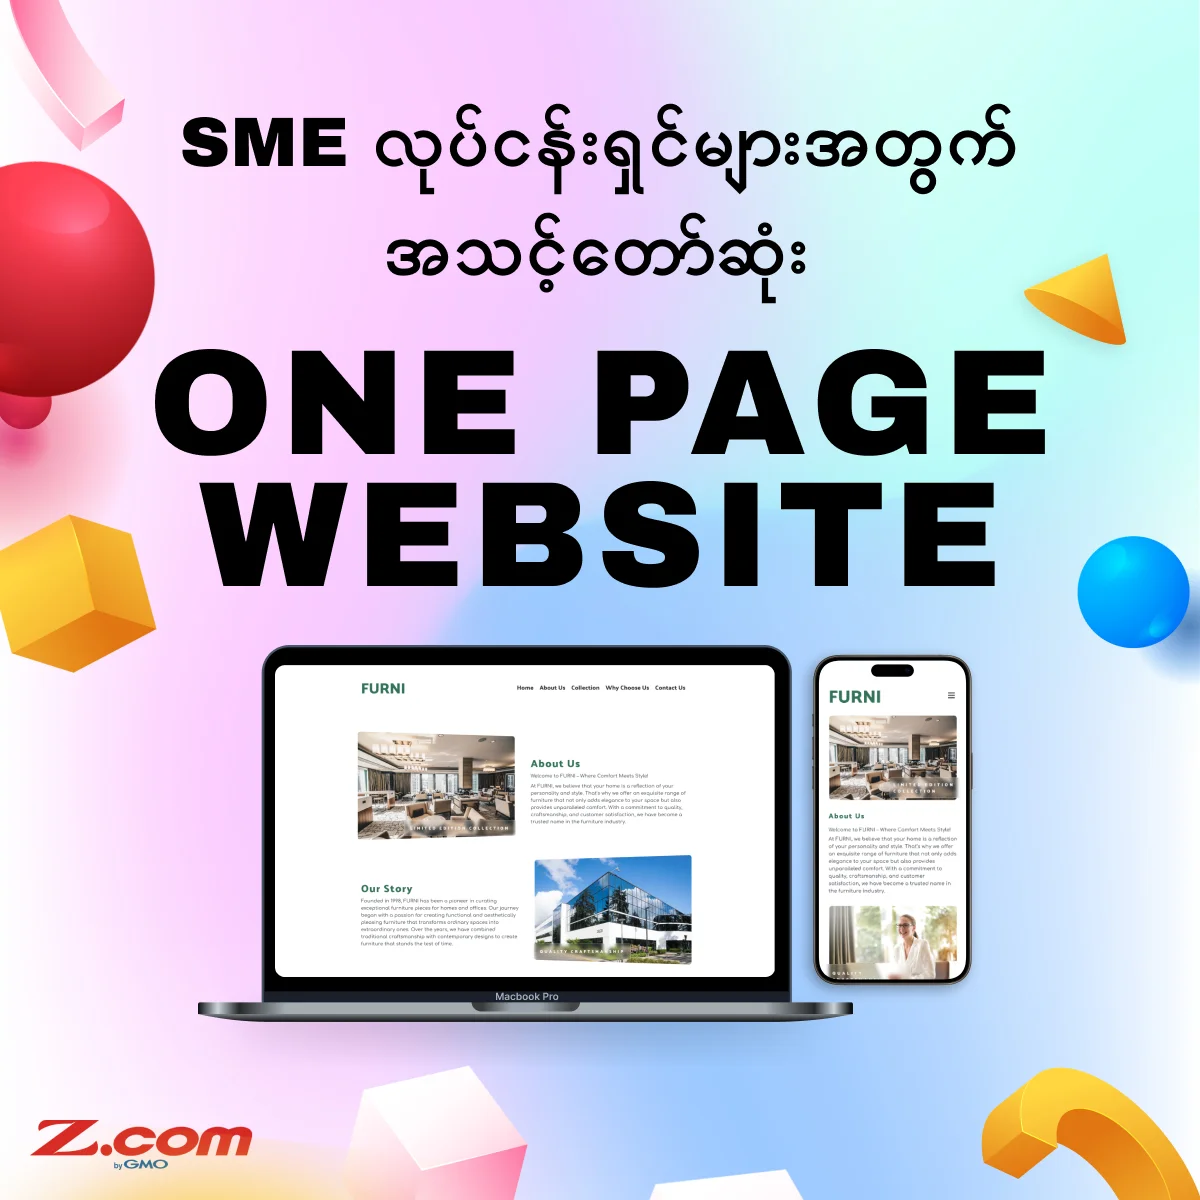 SME လုပ်ငန်းရှင်များအတွက်
အသင့်တော်ဆုံး
ONE PAGE
WEBSITE
FURNI
Home About Us Collection Why Choose Us Contact Us
LIMITED EDITION COLLECTION
About Us
Welcome to FURNI – Where Comfort Meets Style!
At FURNI, we believe that your home is a reflection of your
personality and style. That's why we offer an exquisite range of
furniture that not only adds elegance to your space but also
provides unparalleled comfort. With a commitment to quality,
craftsmanship, and customer satisfaction, we have become a
trusted name in the furniture industry.
Our Story
Founded in 1998, FURNI has been a pioneer in curating
exceptional furniture pieces for homes and offices. Our journey
began with a passion for creating functional and aesthetically
pleasing furniture that transforms ordinary spaces into
extraordinary ones. Over the years, we have combined
traditional craftsmanship with contemporary designs to create
furniture that stands the test of time.
QUALITY CRAFTSMANSHIP
Macbook Pro
FURNI
LIMITED EDITION
COLLECTION
About Us
Welcome to FURNI – Where Comfort Meets Style!
At FURNI, we believe that your home is a reflection
of your personality and style. That's why we offer
an exquisite range of furniture that not only adds
elegance to your space but also provides
unparalleled comfort. With a commitment to
quality, craftsmanship, and customer
satisfaction, we have become a trusted name in
the furniture industry.
QUALITY
Z.com
by GMO